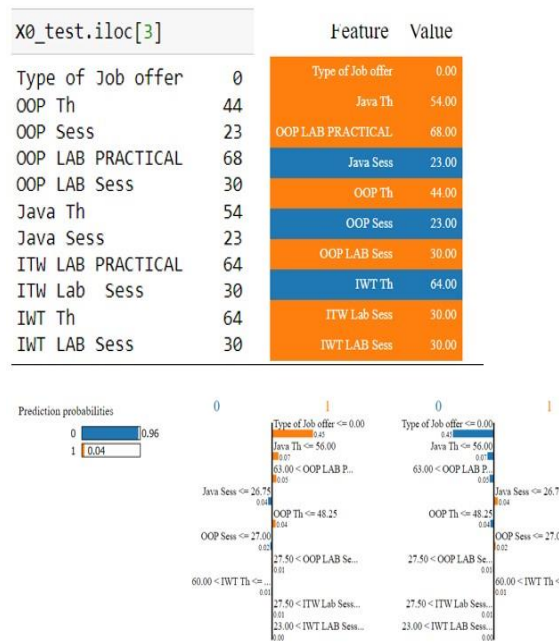 X0_test.iloc[3]
Type of Job offer 0
OOP Th 44
OOP Sess 23
OOP LAB PRACTICAL 68
OOP LAB Sess 30
Java Th 54
Java Sess 23
ITW LAB PRACTICAL 64
ITW Lab Sess 30
IWT Th 64
IWT LAB Sess 30
Feature Value
Type of Job offer 0.00
Java Th 54.00
OOP LAB PRACTICAL 68.00
Java Sess 23.00
OOP Th 44.00
OOP Sess 23.00
OOP LAB Sess 30.00
IWT Th 64.00
ITW Lab Sess 30.00
IWT LAB Sess 30.00
Prediction probabilities
0 0.96
1 0.04
0 1
Type of Job offer <= 0.00
0.45
Java Th <= 56.00
0.07
63.00 < OOP LAB P...
0.05
Java Sess <= 26.75
0.04
OOP Th <= 48.25
0.04
OOP Sess <= 27.00
0.02
27.50 < OOP LAB Se...
0.01
60.00 < IWT Th <= ...
0.01
27.50 < ITW Lab Sess...
0.01
23.00 < IWT LAB Sess...
0.00
0 1
Type of Job offer <= 0.00
0.45
Java Th <= 56.00
0.07
63.00 < OOP LAB P...
0.05
Java Sess <= 26.7
0.04
OOP Th <= 48.25
0.04
OOP Sess <= 27.0
0.02
27.50 < OOP LAB Se...
0.01
60.00 < IWT Th <
0.01
27.50 < ITW Lab Sess...
0.01
23.00 < IWT LAB Sess...
0.00